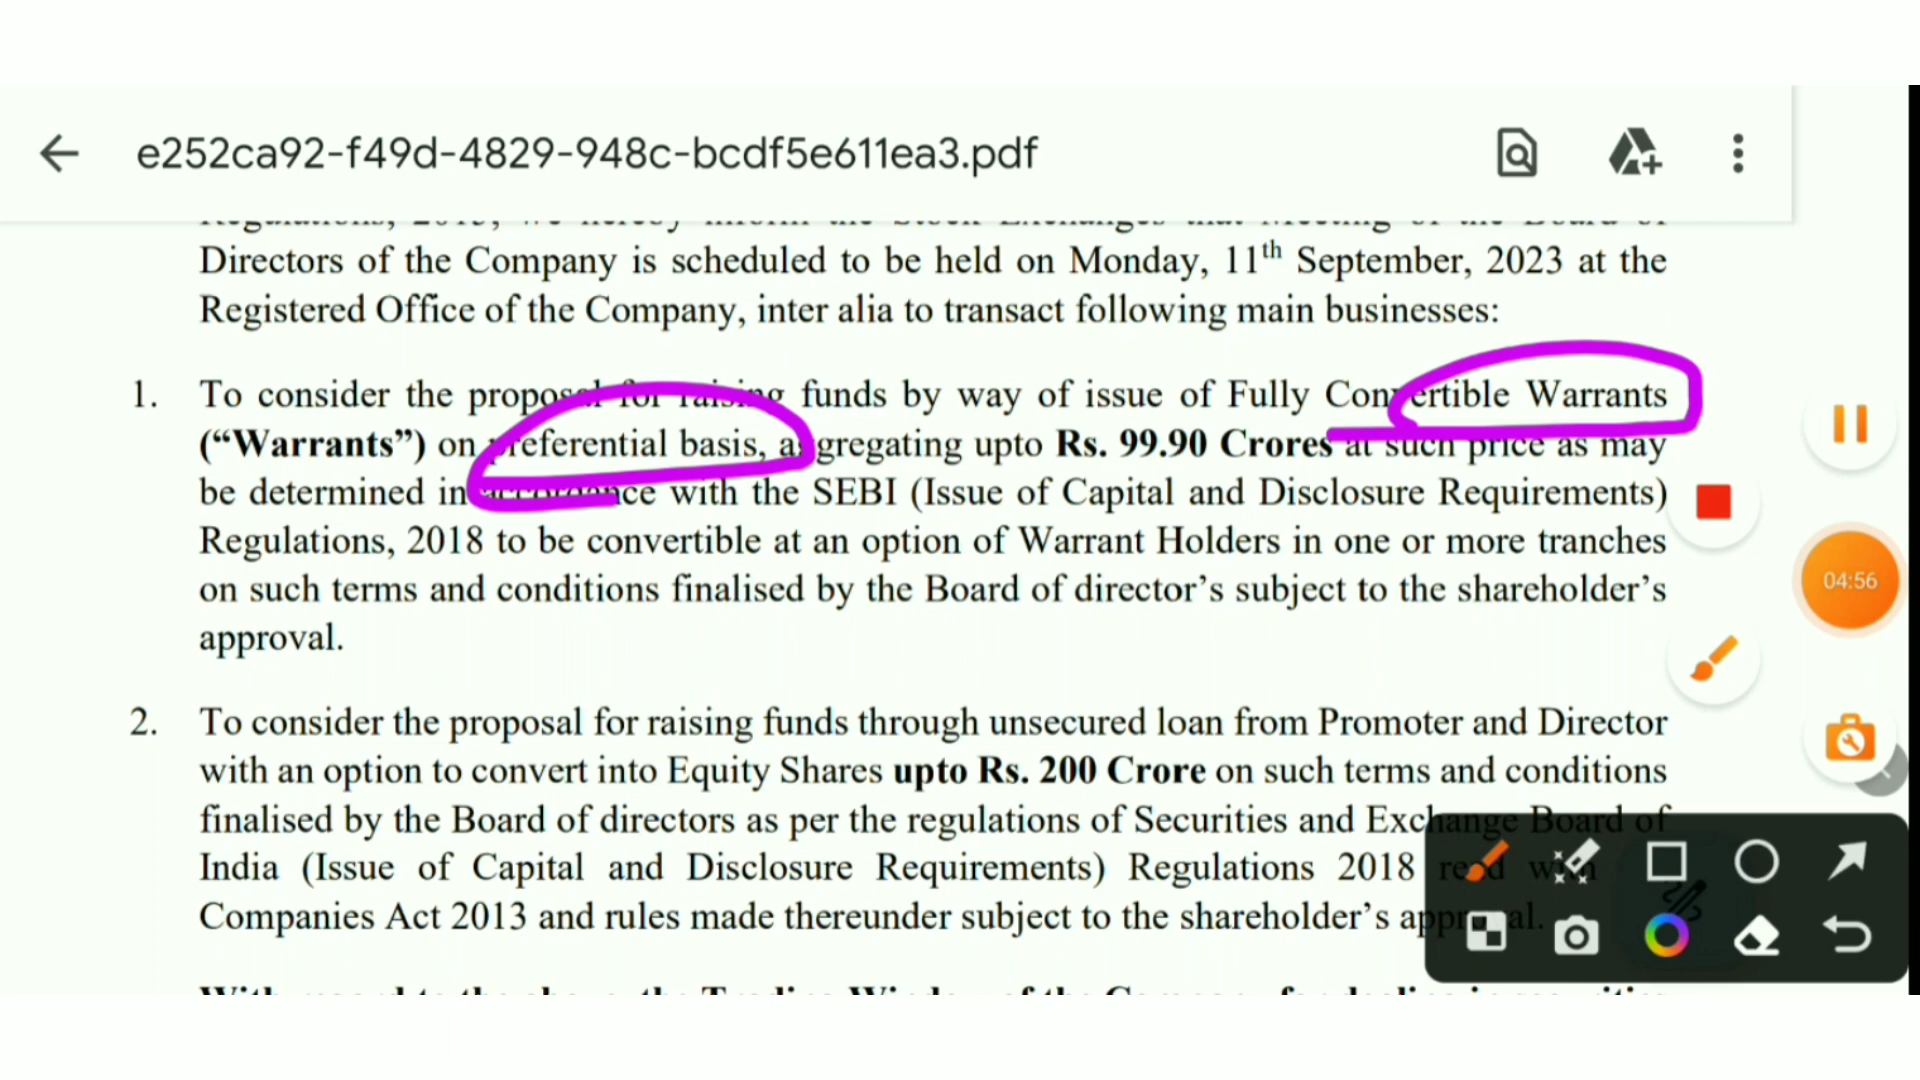 e252ca92-f49d-4829-948c-bcdf5e611ea3.pdf
Directors of the Company is scheduled to be held on Monday, 11th September, 2023 at the
Registered Office of the Company, inter alia to transact following main businesses:
1. To consider the proposal for raising funds by way of issue of Fully Convertible Warrants
(“Warrants”) on preferential basis, aggregating upto Rs. 99.90 Crores at such price as may
be determined in accordance with the SEBI (Issue of Capital and Disclosure Requirements)
Regulations, 2018 to be convertible at an option of Warrant Holders in one or more tranches
on such terms and conditions finalised by the Board of director’s subject to the shareholder’s
approval.
04:56
2. To consider the proposal for raising funds through unsecured loan from Promoter and Director
with an option to convert into Equity Shares upto Rs. 200 Crore on such terms and conditions
finalised by the Board of directors as per the regulations of Securities and Exchange Board of
India (Issue of Capital and Disclosure Requirements) Regulations 2018 read with
Companies Act 2013 and rules made thereunder subject to the shareholder’s approval.